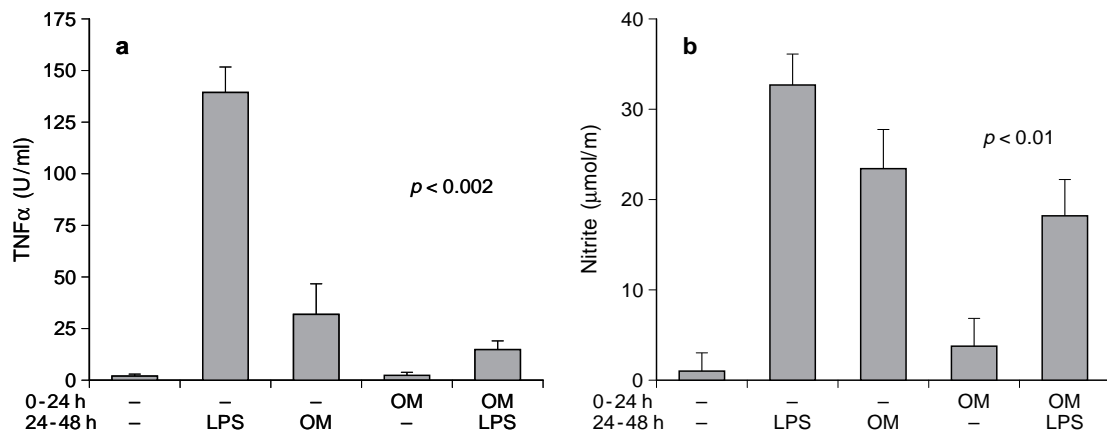 a
TNFα (U/ml)
175
150
125
100
75
50
25
0
p < 0.002
0-24 h – – – OM OM
24-48 h – LPS OM – LPS
b
Nitrite (μmol/m)
40
30
20
10
0
p < 0.01
– – – OM OM
– LPS OM – LPS
0-24 h
24-48 h